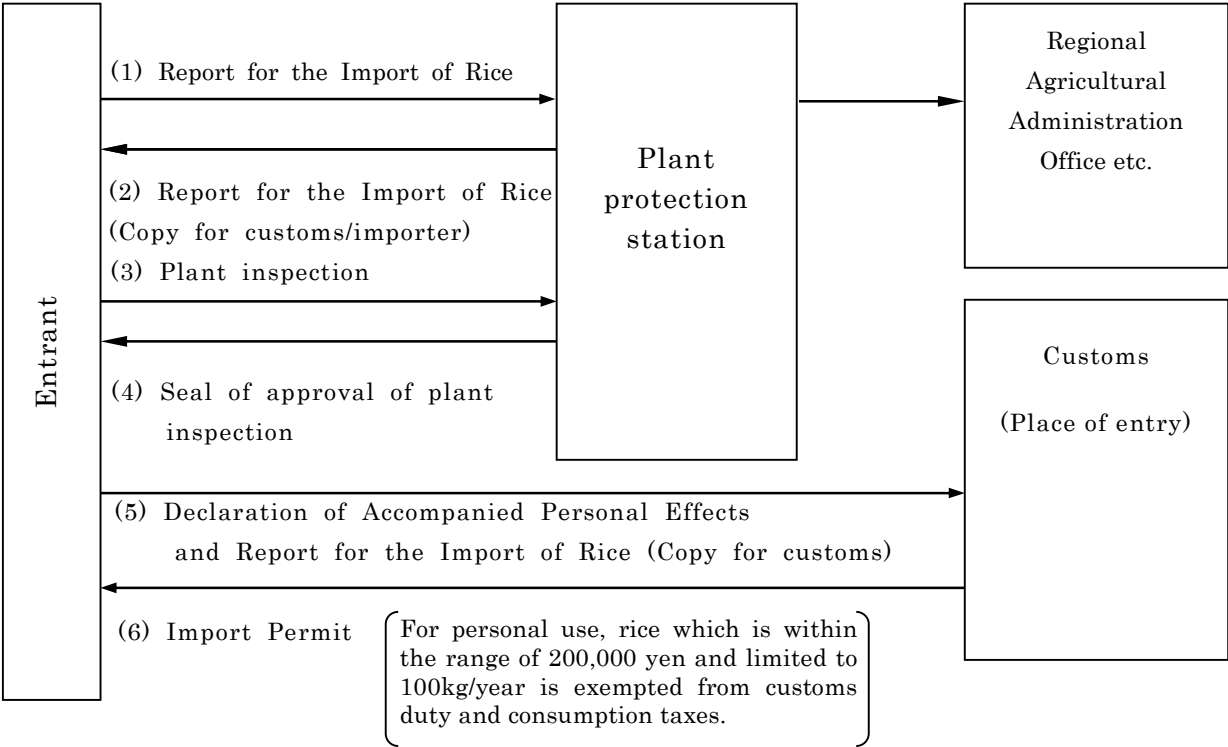 Entrant
(1) Report for the Import of Rice
(2) Report for the Import of Rice
(Copy for customs/importer)
(3) Plant inspection
(4) Seal of approval of plant
inspection
Plant
protection
station
Regional
Agricultural
Administration
Office etc.
Customs
(Place of entry)
(5) Declaration of Accompanied Personal Effects
and Report for the Import of Rice (Copy for customs)
(6) Import Permit
For personal use, rice which is within
the range of 200,000 yen and limited to
100kg/year is exempted from customs
duty and consumption taxes.